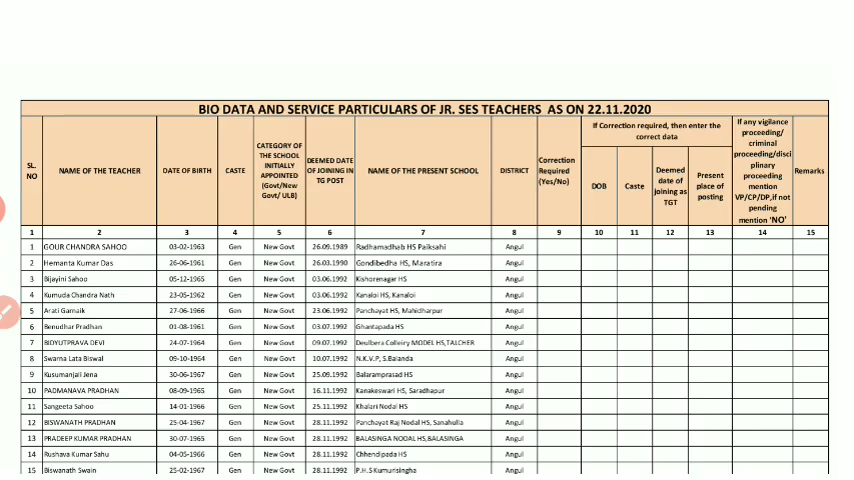 BIO DATA AND SERVICE PARTICULARS OF JR. SES TEACHERS AS ON 22.11.2020
SL. NO
NAME OF THE TEACHER
DATE OF BIRTH
CASTE
CATEGORY OF THE SCHOOL INITIALLY APPOINTED (Govt/New Govt/ ULB)
DEEMED DATE OF JOINING IN TG POST
NAME OF THE PRESENT SCHOOL
DISTRICT
Correction Required (Yes/No)
If Correction required, then enter the correct data
DOB
Caste
Deemed date of joining as TGT
Present place of posting
If any vigilance proceeding/ criminal proceeding/disci plinary proceeding mention VP/CP/DP,if not pending mention 'NO'
Remarks
1 2 3 4 5 6 7 8 9 10 11 12 13 14 15
1 GOUR CHANDRA SAHOO 03-02-1963 Gen New Govt 26.09.1989 Radhamadhab HS Paiksahi Angul
2 Hemanta Kumar Das 26-06-1961 Gen New Govt 26.03.1990 Gondibedha HS, Maratira Angul
3 Bijayini Sahoo 05-12-1965 Gen New Govt 03.06.1992 Kishorenagar HS Angul
4 Kumuda Chandra Nath 23-05-1962 Gen New Govt 03.06.1992 Kanaloi HS, Kanaloi Angul
5 Arati Garnaik 27-06-1966 Gen New Govt 23.06.1992 Panchayat HS, Mahidharpur Angul
6 Benudhar Pradhan 01-08-1961 Gen New Govt 03.07.1992 Ghantapada HS Angul
7 BIDYUTPRAVA DEVI 24-07-1964 Gen New Govt 09.07.1992 Deulbera Colleiry MODEL HS,TALCHER Angul
8 Swarna Lata Biswal 09-10-1964 Gen New Govt 10.07.1992 N.K.V.P, S.Balanda Angul
9 Kusumanjali Jena 30-06-1967 Gen New Govt 25.09.1992 Balaramprasad HS Angul
10 PADMANAVA PRADHAN 08-09-1965 Gen New Govt 16.11.1992 Kanakeswari HS, Saradhapur Angul
11 Sangeeta Sahoo 14-01-1966 Gen New Govt 25.11.1992 Khalari Nodal HS Angul
12 BISWANATH PRADHAN 25-04-1967 Gen New Govt 28.11.1992 Panchayat Raj Nodal HS, Sanahulla Angul
13 PRADEEP KUMAR PRADHAN 30-07-1965 Gen New Govt 28.11.1992 BALASINGA NODAL HS,BALASINGA Angul
14 Rushava Kumar Sahu 04-05-1966 Gen New Govt 28.11.1992 Chhendipada HS Angul
15 Biswanath Swain 25-02-1967 Gen New Govt 28.11.1992 P.H.S Kumurisingha Angul